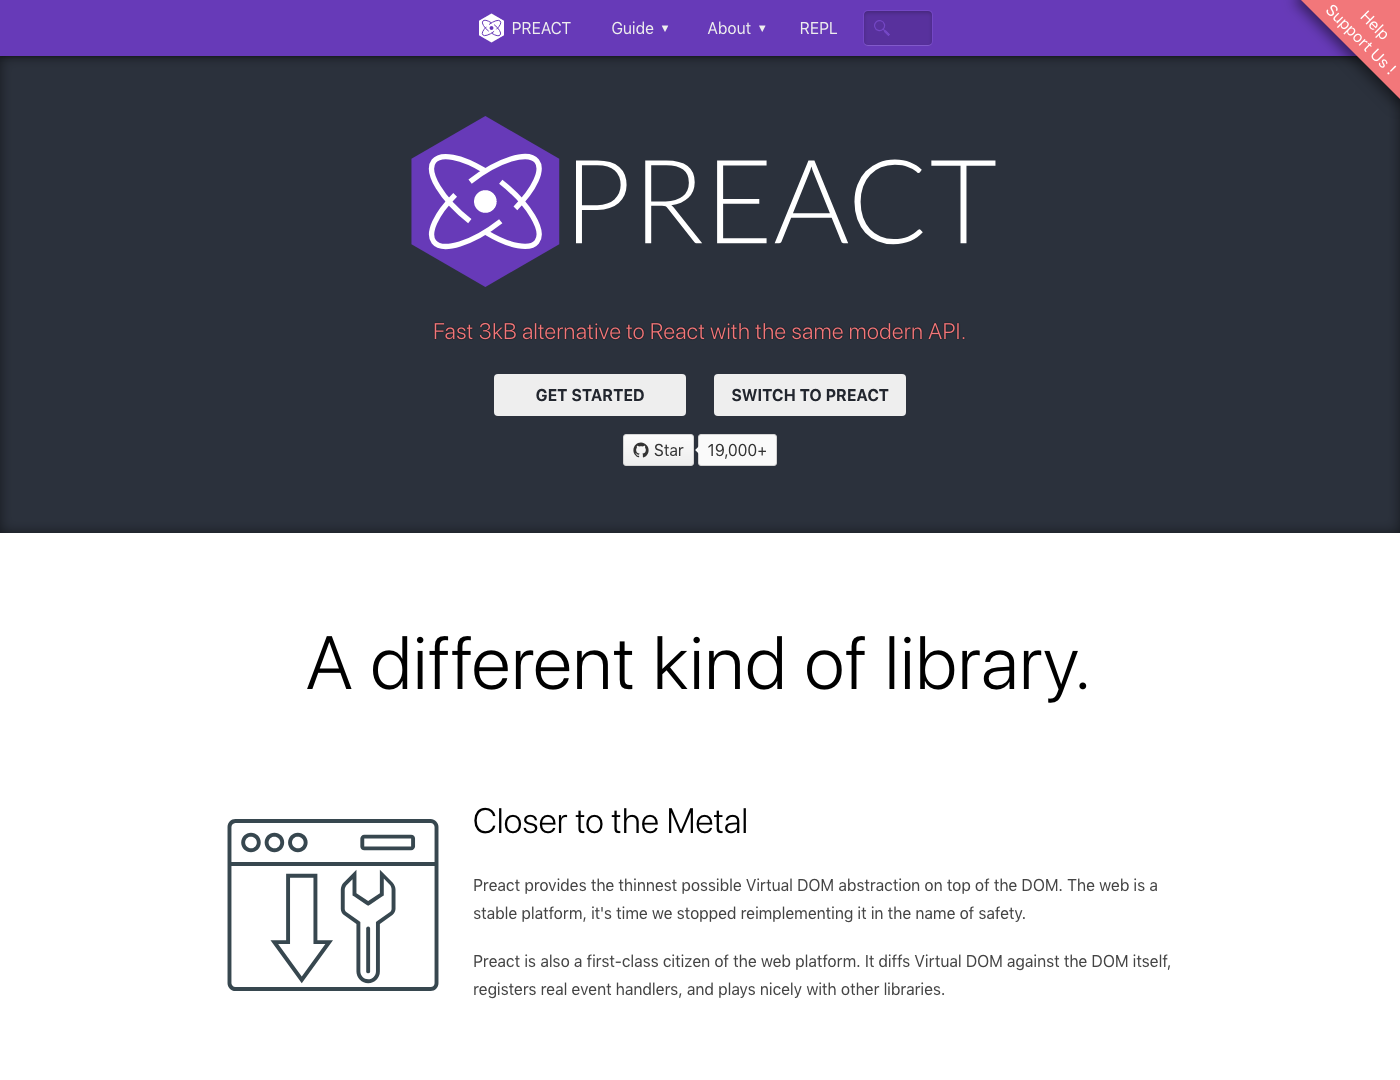 PREACT
Guide ▼
About ▼
REPL
Help
Support Us !
PREACT
Fast 3kB alternative to React with the same modern API.
GET STARTED
SWITCH TO PREACT
Star
19,000+
A different kind of library.
Closer to the Metal
Preact provides the thinnest possible Virtual DOM abstraction on top of the DOM. The web is a
stable platform, it's time we stopped reimplementing it in the name of safety.
Preact is also a first-class citizen of the web platform. It diffs Virtual DOM against the DOM itself,
registers real event handlers, and plays nicely with other libraries.